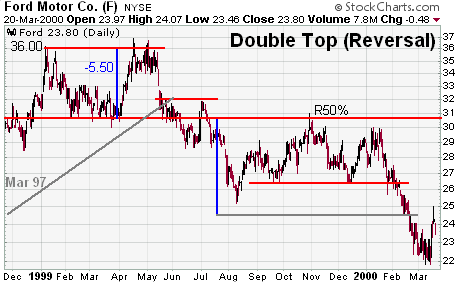 Ford Motor Co. (F) NYSE © StockCharts.com
20-Mar-2000 Open 23.97 High 24.07 Low 23.46 Close 23.80 Volume 7.8M Chg -0.48
Ford 23.80 (Daily)
Double Top (Reversal)
36.00
-5.50
R50%
Mar 97
37
36
35
34
33
32
31
30
29
28
27
26
25
24
23
22
Dec 1999 Mar Apr May Jun Jul Aug Sep Oct Nov Dec 2000 Feb Mar